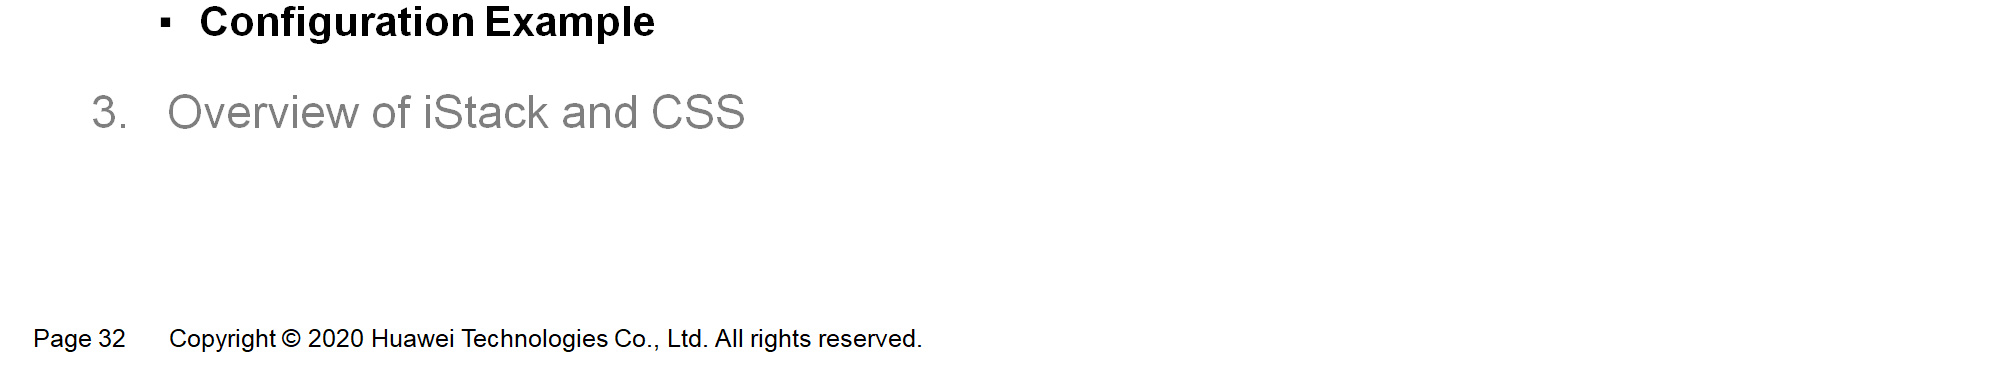 ▪ Configuration Example
3. Overview of iStack and CSS
Page 32 Copyright © 2020 Huawei Technologies Co., Ltd. All rights reserved.